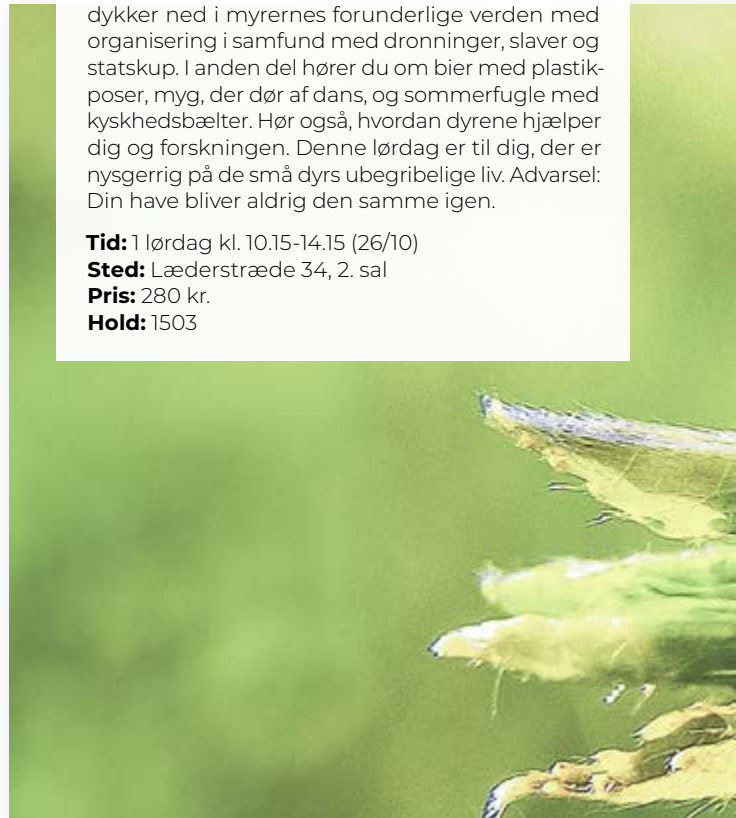 dykker ned i myrernes forunderlige verden med
organisering i samfund med dronninger, slaver og
statskup. I anden del hører du om bier med plastik-
poser, myg, der dør af dans, og sommerfugle med
kyskhedsbælter. Hør også, hvordan dyrene hjælper
dig og forskningen. Denne lørdag er til dig, der er
nysgerrig på de små dyrs ubegribelige liv. Advarsel:
Din have bliver aldrig den samme igen.
Tid: 1 lørdag kl. 10.15-14.15 (26/10)
Sted: Læderstræde 34, 2. sal
Pris: 280 kr.
Hold: 1503